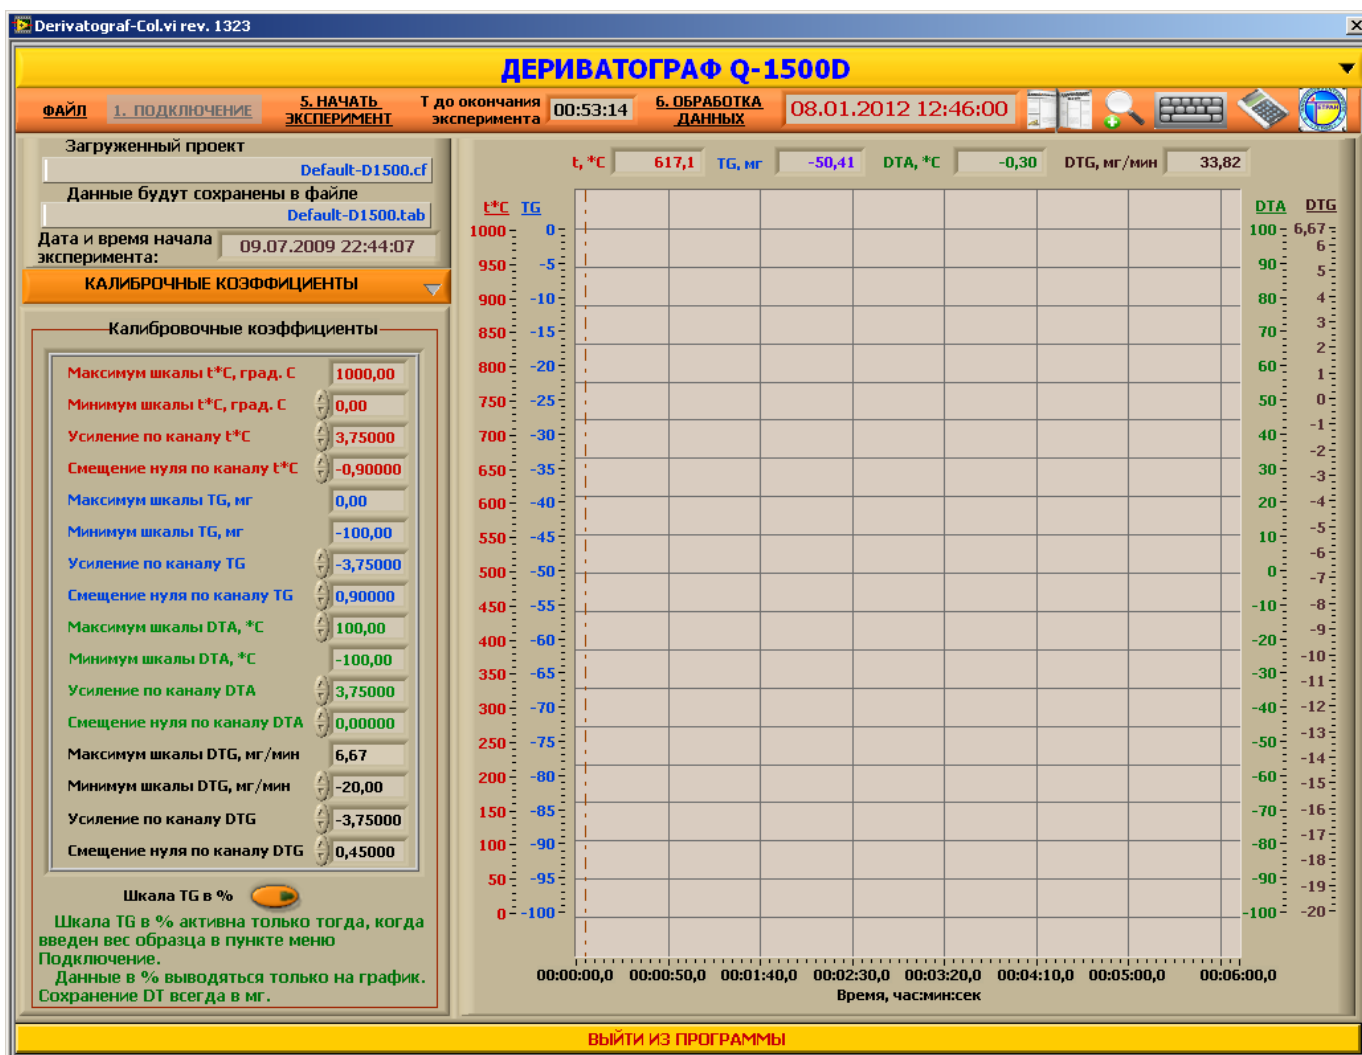 Derivatograf-Col.vi rev. 1323
ДЕРИВАТОГРАФ Q-1500D
ФАЙЛ
1. ПОДКЛЮЧЕНИЕ
5. НАЧАТЬ
ЭКСПЕРИМЕНТ
Т до окончания
эксперимента
00:53:14
6. ОБРАБОТКА
ДАННЫХ
08.01.2012 12:46:00
Загруженный проект
Default-D1500.cf
Данные будут сохранены в файле
Default-D1500.tab
Дата и время начала
эксперимента:
09.07.2009 22:44:07
КАЛИБРОЧНЫЕ КОЭФФИЦИЕНТЫ
Калибровочные коэффициенты
Максимум шкалы t*C, град. С 1000,00
Минимум шкалы t*C, град. С 0,00
Усиление по каналу t*C 3,75000
Смещение нуля по каналу t*C -0,90000
Максимум шкалы TG, мг 0,00
Минимум шкалы TG, мг -100,00
Усиление по каналу TG -3,75000
Смещение нуля по каналу TG 0,90000
Максимум шкалы DTA, *C 100,00
Минимум шкалы DTA, *C -100,00
Усиление по каналу DTA 3,75000
Смещение нуля по каналу DTA 0,00000
Максимум шкалы DTG, мг/мин 6,67
Минимум шкалы DTG, мг/мин -20,00
Усиление по каналу DTG -3,75000
Смещение нуля по каналу DTG 0,45000
Шкала TG в %
Шкала TG в % активна только тогда, когда
введен вес образца в пункте меню
Подключение.
Данные в % выводяться только на график.
Сохранение DT всегда в мг.
t, *C 617,1 TG, мг -50,41 DTA, *C -0,30 DTG, мг/мин 33,82
t*C
1000
950
900
850
800
750
700
650
600
550
500
450
400
350
300
250
200
150
100
50
0
TG
0
-5
-10
-15
-20
-25
-30
-35
-40
-45
-50
-55
-60
-65
-70
-75
-80
-85
-90
-95
-100
DTA
100
90
80
70
60
50
40
30
20
10
0
-10
-20
-30
-40
-50
-60
-70
-80
-90
-100
DTG
6,67
6
5
4
3
2
1
0
-1
-2
-3
-4
-5
-6
-7
-8
-9
-10
-11
-12
-13
-14
-15
-16
-17
-18
-19
-20
00:00:00,0 00:00:50,0 00:01:40,0 00:02:30,0 00:03:20,0 00:04:10,0 00:05:00,0 00:06:00,0
Время, час:мин:сек
ВЫЙТИ ИЗ ПРОГРАММЫ